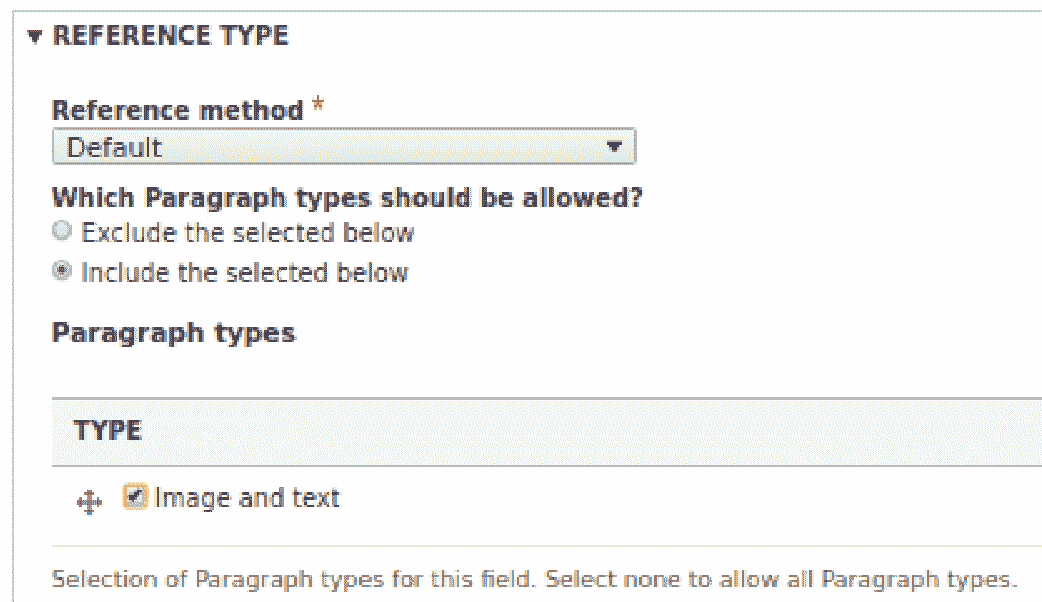 REFERENCE TYPE
Reference method *
Default
Which Paragraph types should be allowed?
Exclude the selected below
Include the selected below
Paragraph types
TYPE
Image and text
Selection of Paragraph types for this field. Select none to allow all Paragraph types.